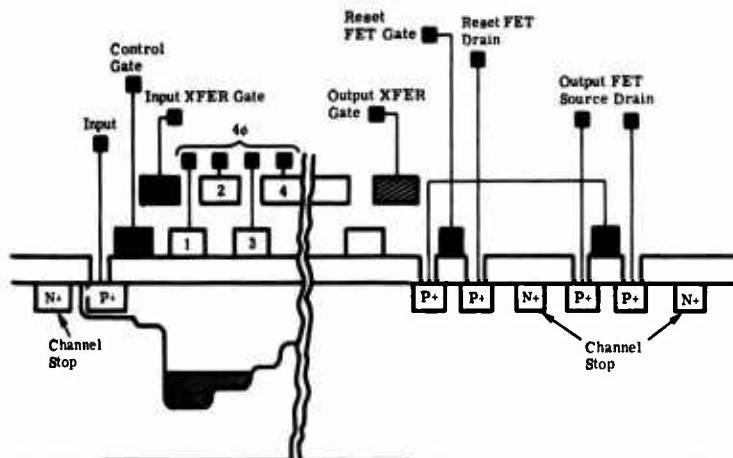 Reset
FET Gate
Reset FET
Drain
Control
Gate
Input XFER Gate
Output XFER
Gate
Output FET
Source Drain
Input
4ϕ
2
4
1
3
N+
P+
P+
P+
N+
P+
P+
N+
Channel
Stop
Channel
Stop